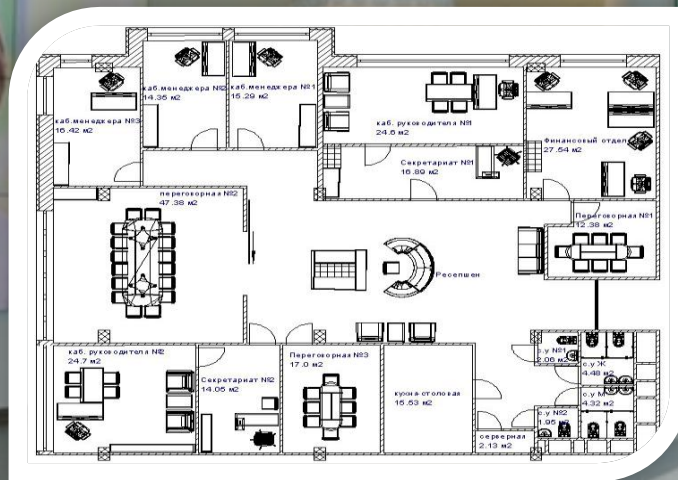 каб.менеджера №2
14.35 м2
каб.менеджера №1
15.29 м2
каб.менеджера №3
16.42 м2
каб. руководителя №1
24.6 м2
Финансовый отдел
27.54 м2
Секретариат №1
16.89 м2
переговорная №2
47.38 м2
Переговорная №1
12.38 м2
Ресепшен
каб. руководителя №2
24.7 м2
Секретариат №2
14.05 м2
Переговорная №3
17.0 м2
кухня-столовая
15.53 м2
с.у №1
2.06 м2
с.у Ж
4.48 м2
с.у М
4.32 м2
с.у №2
1.95 м2
серверная
2.13 м2